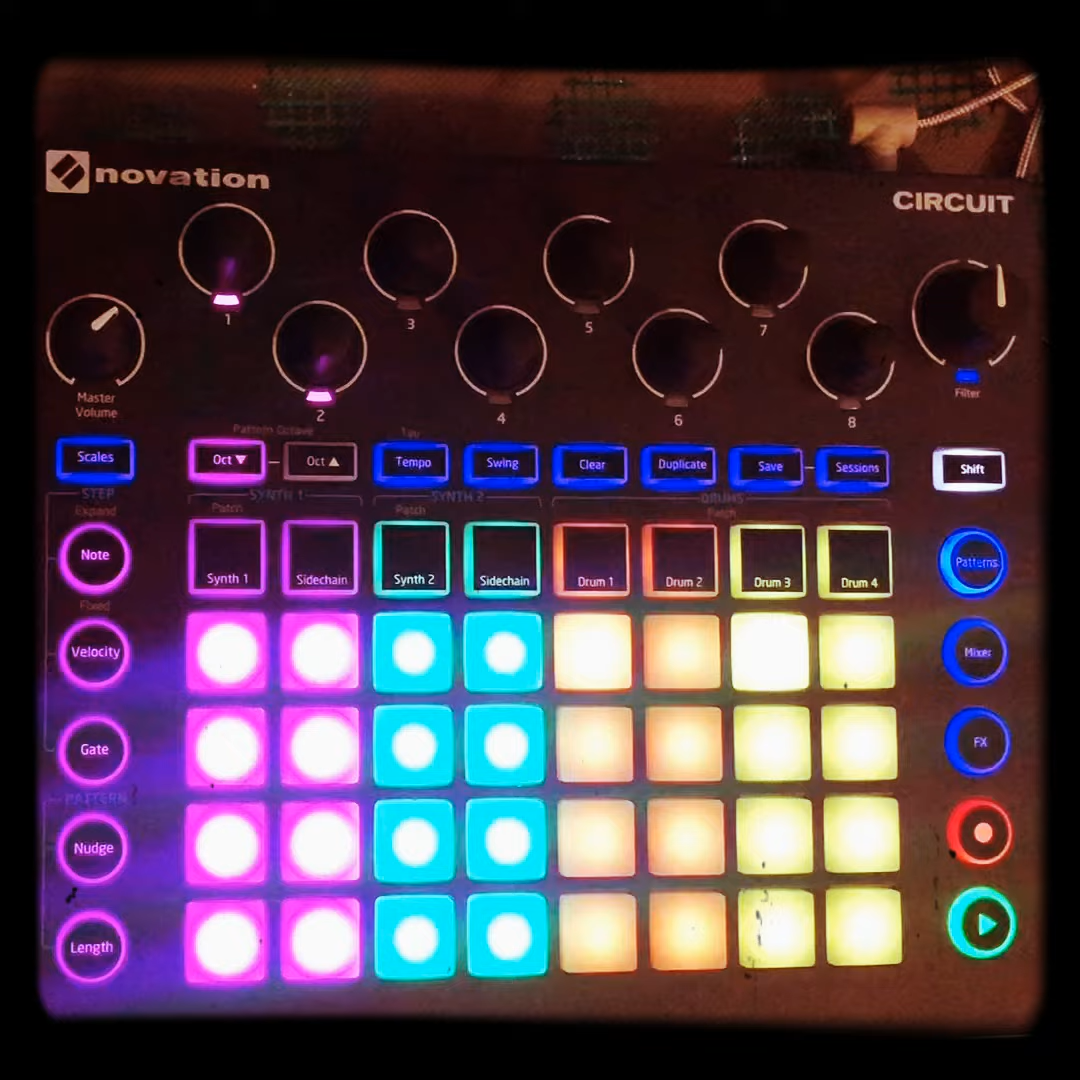 novation
CIRCUIT
1
3
5
7
2
4
6
8
Master
Volume
Filter
Pattern Octave
Tap
Scales
Oct ▼
Oct ▲
Tempo
Swing
Clear
Duplicate
Save
Sessions
Shift
STEP
SYNTH 1
SYNTH 2
DRUMS
Expand
Patch
Patch
Patch
Note
Synth 1
Sidechain
Synth 2
Sidechain
Drum 1
Drum 2
Drum 3
Drum 4
Patterns
Fixed
Velocity
Mixer
Gate
FX
PATTERN
Nudge
Length